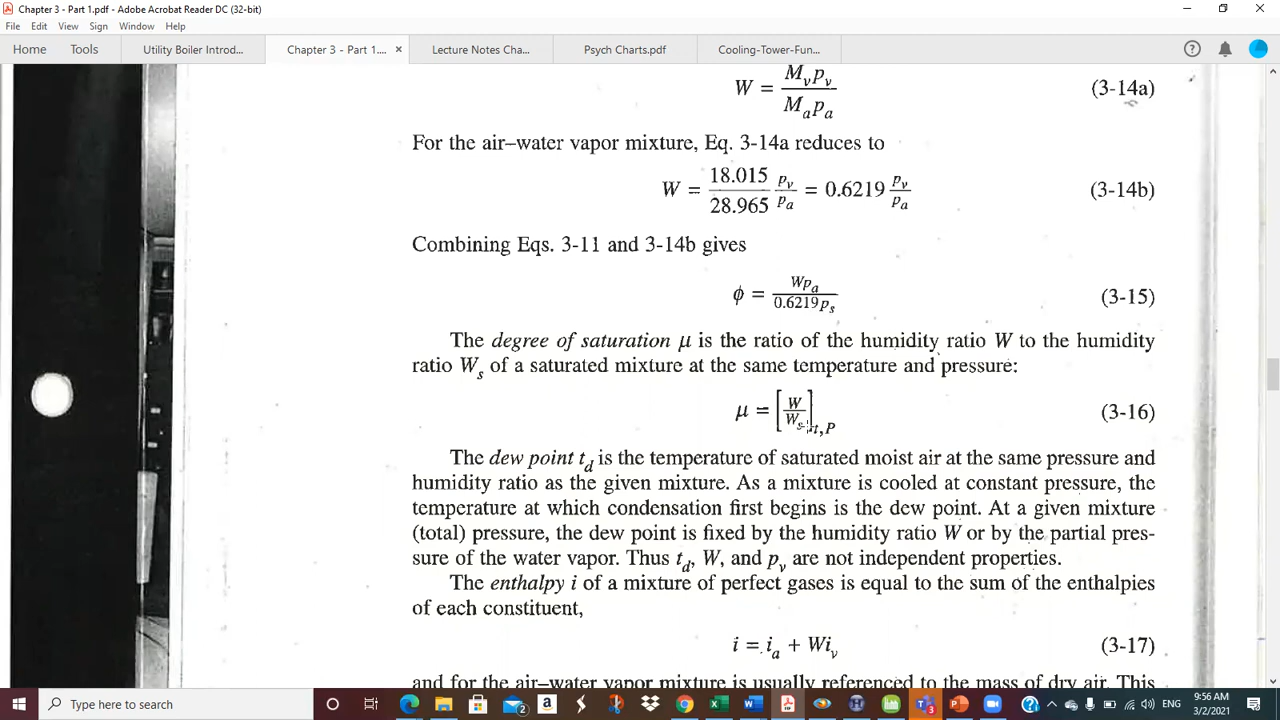 Chapter 3 - Part 1.pdf - Adobe Acrobat Reader DC (32-bit)
File Edit View Sign Window Help
Home Tools Utility Boiler Introd... Chapter 3 - Part 1.... × Lecture Notes Cha... Psych Charts.pdf Cooling-Tower-Fun...
W = M_v p_v / M_a p_a (3-14a)
For the air–water vapor mixture, Eq. 3-14a reduces to
W = 18.015/28.965 p_v/p_a = 0.6219 p_v/p_a (3-14b)
Combining Eqs. 3-11 and 3-14b gives
ϕ = Wp_a / 0.6219p_s (3-15)
The degree of saturation μ is the ratio of the humidity ratio W to the humidity
ratio W_s of a saturated mixture at the same temperature and pressure:
μ = [W/W_s]_t,P (3-16)
The dew point t_d is the temperature of saturated moist air at the same pressure and
humidity ratio as the given mixture. As a mixture is cooled at constant pressure, the
temperature at which condensation first begins is the dew point. At a given mixture
(total) pressure, the dew point is fixed by the humidity ratio W or by the partial pres-
sure of the water vapor. Thus t_d, W, and p_v are not independent properties.
The enthalpy i of a mixture of perfect gases is equal to the sum of the enthalpies
of each constituent,
i = i_a + Wi_v (3-17)
and for the air–water vapor mixture is usually referenced to the mass of dry air. This
Type here to search
ENG
9:56 AM
3/2/2021